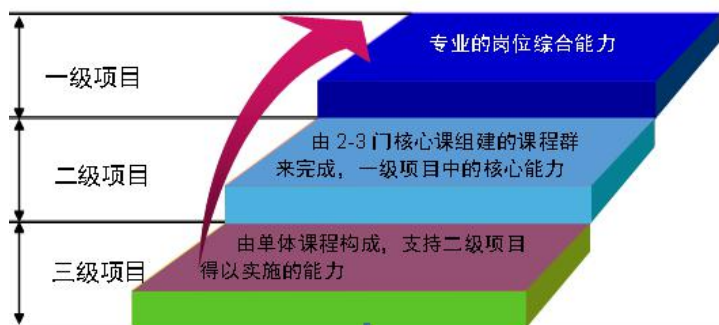 专业的岗位综合能力
一级项目
由 2-3 门核心课组建的课程群
来完成，一级项目中的核心能力
二级项目
由单体课程构成，支持二级项目
得以实施的能力
三级项目